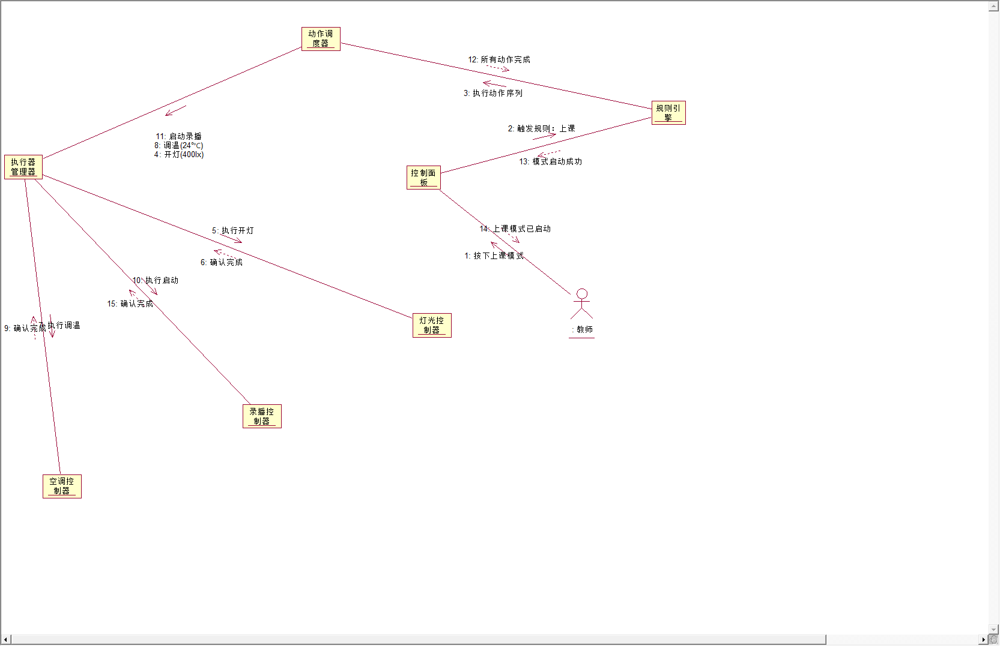 动作调
度器
12: 所有动作完成
3: 执行动作序列
规则引
擎
2: 触发规则：上课
13: 模式启动成功
11: 启动录播
8: 调温(24℃)
4: 开灯(400lx)
执行器
管理器
控制面
板
5: 执行开灯
6: 确认完成
14: 上课模式已启动
1: 按下上课模式
10: 执行启动
15: 确认完成
9: 确认完成
7: 执行调温
灯光控
制器
: 教师
录播控
制器
空调控
制器